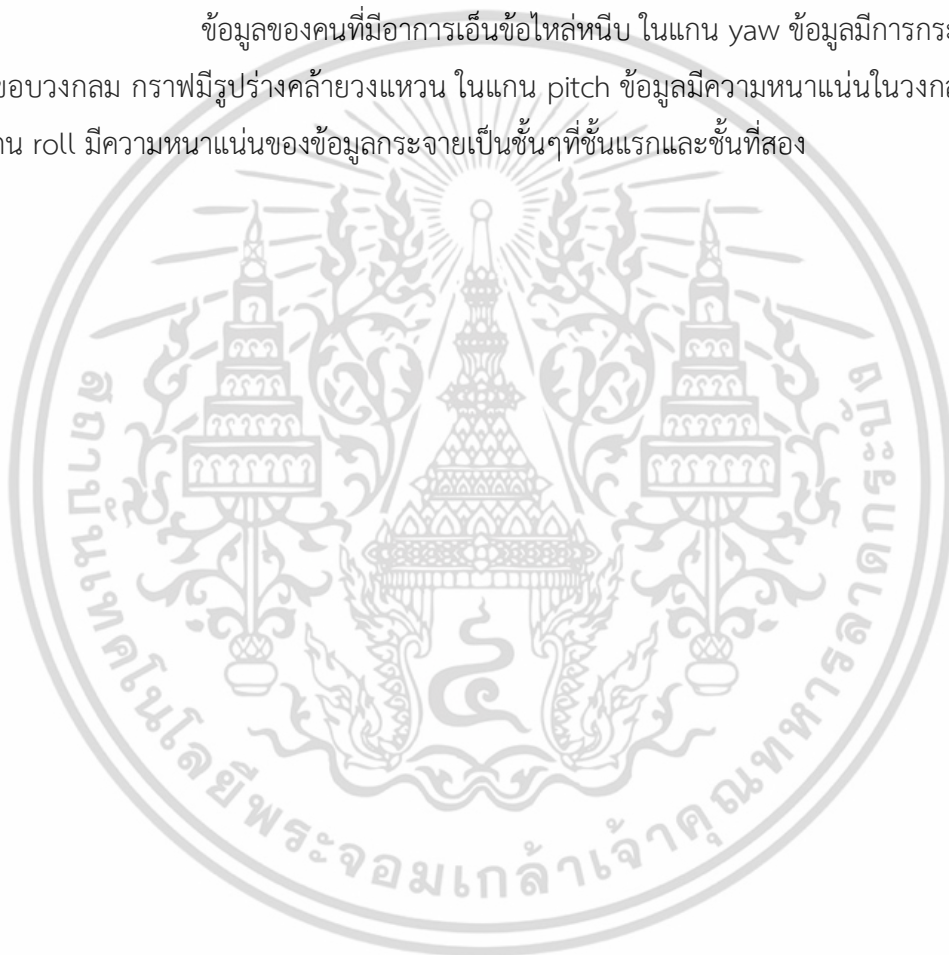 ข้อมูลของคนที่มีอาการเอ็นข้อไหล่หนีบ ในแกน yaw ข้อมูลมีการกระ
ขอบวงกลม กราฟมีรูปร่างคล้ายวงแหวน ในแกน pitch ข้อมูลมีความหนาแน่นในวงกล
าน roll มีความหนาแน่นของข้อมูลกระจายเป็นชั้นๆที่ชั้นแรกและชั้นที่สอง
สถาบันเทคโนโลยีพระจอมเกล้าเจ้าคุณทหารลาดกระบัง